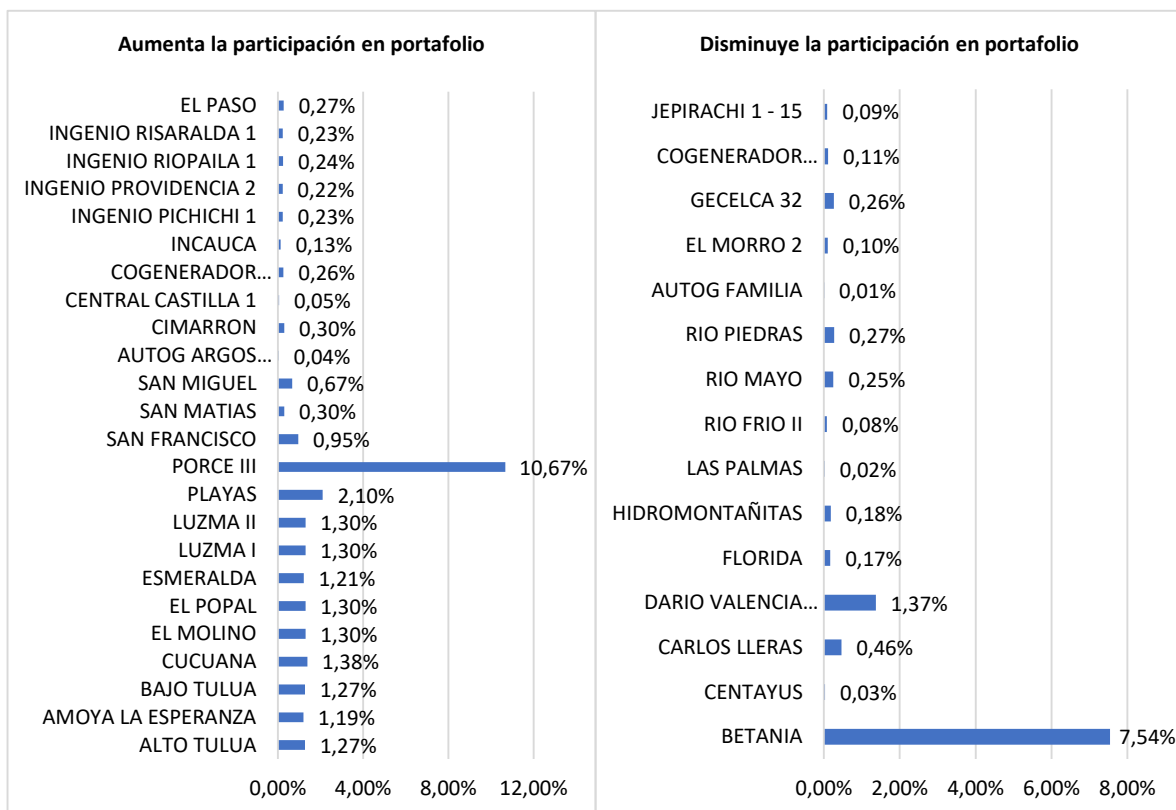 Aumenta la participación en portafolio
EL PASO 0,27%
INGENIO RISARALDA 1 0,23%
INGENIO RIOPAILA 1 0,24%
INGENIO PROVIDENCIA 2 0,22%
INGENIO PICHICHI 1 0,23%
INCAUCA 0,13%
COGENERADOR... 0,26%
CENTRAL CASTILLA 1 0,05%
CIMARRON 0,30%
AUTOG ARGOS... 0,04%
SAN MIGUEL 0,67%
SAN MATIAS 0,30%
SAN FRANCISCO 0,95%
PORCE III 10,67%
PLAYAS 2,10%
LUZMA II 1,30%
LUZMA I 1,30%
ESMERALDA 1,21%
EL POPAL 1,30%
EL MOLINO 1,30%
CUCUANA 1,38%
BAJO TULUA 1,27%
AMOYA LA ESPERANZA 1,19%
ALTO TULUA 1,27%
0,00% 4,00% 8,00% 12,00%
Disminuye la participación en portafolio
JEPIRACHI 1 - 15 0,09%
COGENERADOR... 0,11%
GECELCA 32 0,26%
EL MORRO 2 0,10%
AUTOG FAMILIA 0,01%
RIO PIEDRAS 0,27%
RIO MAYO 0,25%
RIO FRIO II 0,08%
LAS PALMAS 0,02%
HIDROMONTAÑITAS 0,18%
FLORIDA 0,17%
DARIO VALENCIA... 1,37%
CARLOS LLERAS 0,46%
CENTAYUS 0,03%
BETANIA 7,54%
0,00% 2,00% 4,00% 6,00% 8,00%